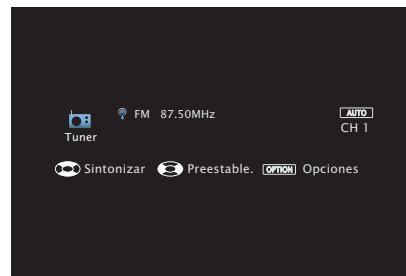 FM 87.50MHz
AUTO
CH 1
Tuner
Sintonizar Preestable. OPTION Opciones